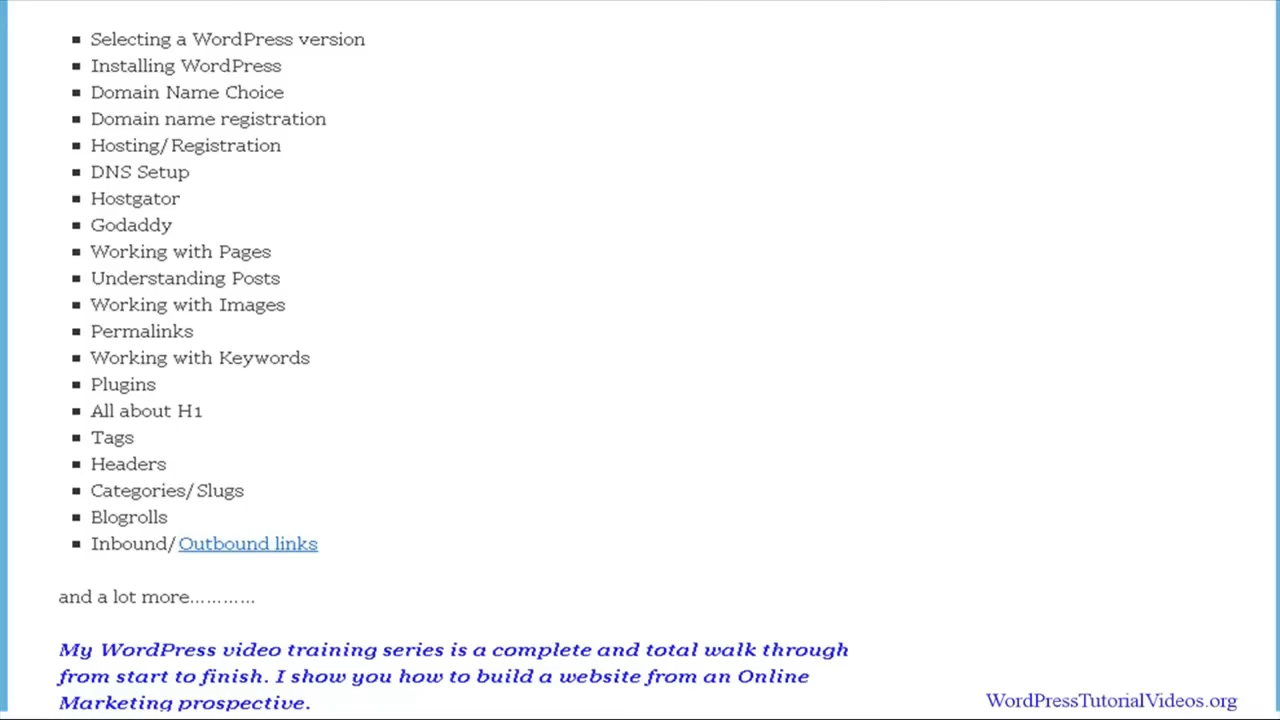 Selecting a WordPress version
Installing WordPress
Domain Name Choice
Domain name registration
Hosting/Registration
DNS Setup
Hostgator
Godaddy
Working with Pages
Understanding Posts
Working with Images
Permalinks
Working with Keywords
Plugins
All about H1
Tags
Headers
Categories/Slugs
Blogrolls
Inbound/Outbound links
and a lot more............
My WordPress video training series is a complete and total walk through
from start to finish. I show you how to build a website from an Online
Marketing prospective.
WordPressTutorialVideos.org